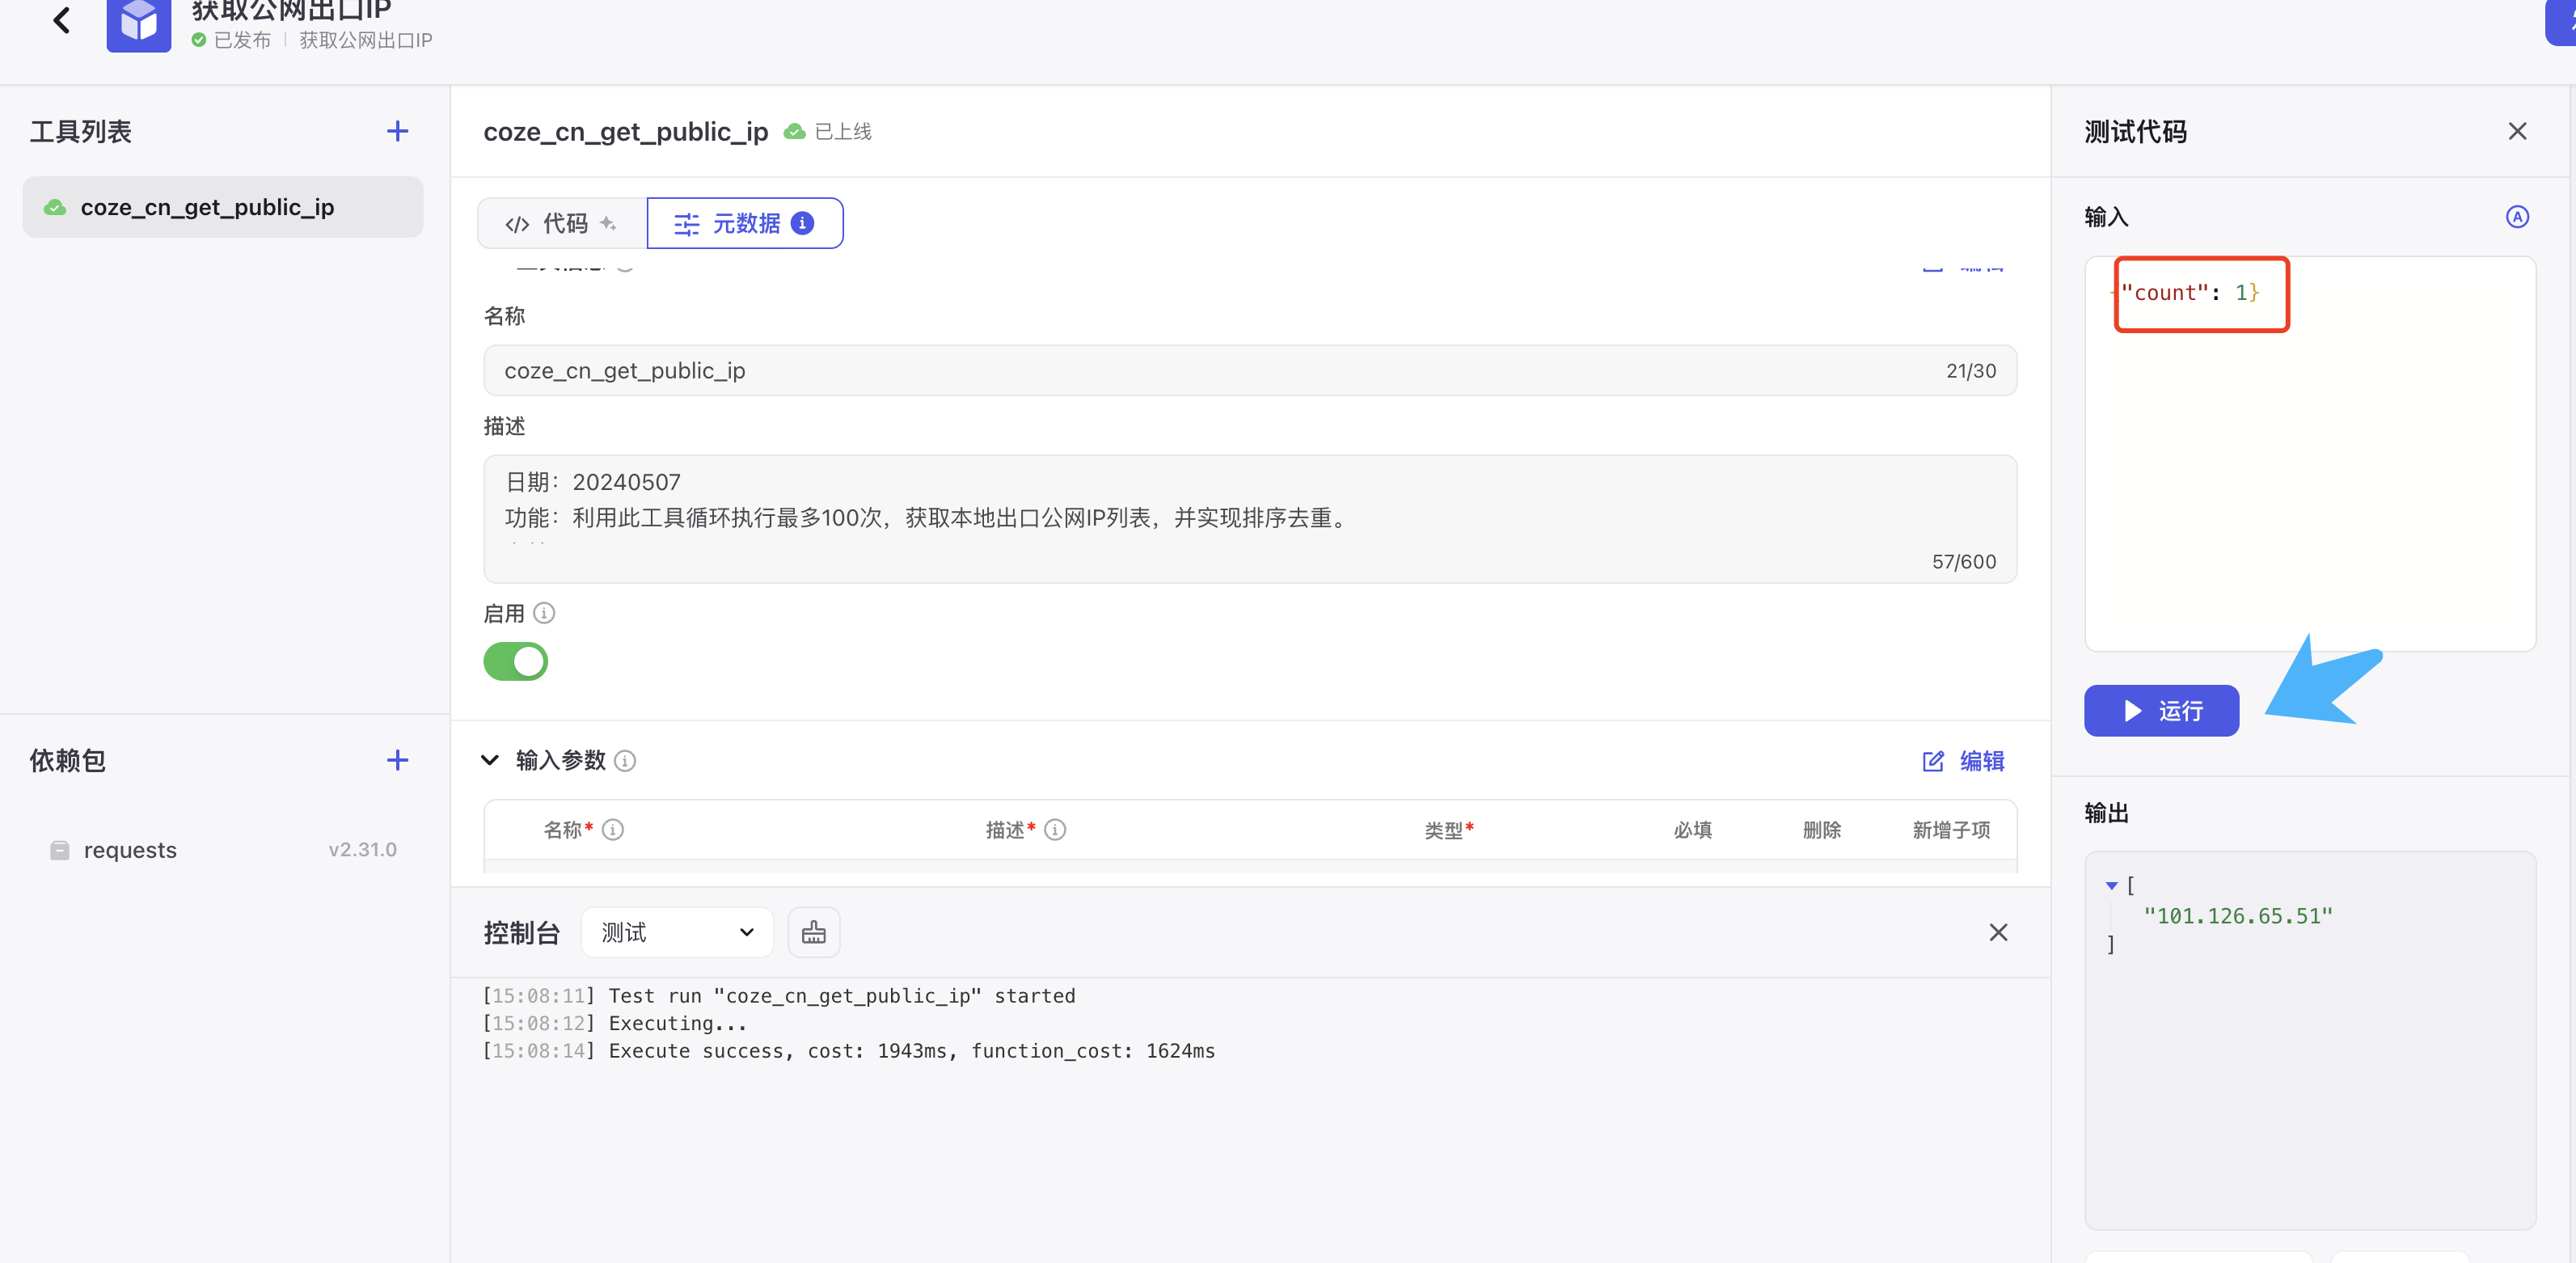 获取公网出口IP
已发布 | 获取公网出口IP
工具列表
coze_cn_get_public_ip
依赖包
requests v2.31.0
coze_cn_get_public_ip 已上线
代码 元数据
名称
coze_cn_get_public_ip 21/30
描述
日期：20240507
功能：利用此工具循环执行最多100次，获取本地出口公网IP列表，并实现排序去重。
57/600
启用
输入参数 编辑
名称* 描述* 类型* 必填 删除 新增子项
控制台 测试
[15:08:11] Test run "coze_cn_get_public_ip" started
[15:08:12] Executing...
[15:08:14] Execute success, cost: 1943ms, function_cost: 1624ms
测试代码
输入
{"count": 1}
运行
输出
[
"101.126.65.51"
]